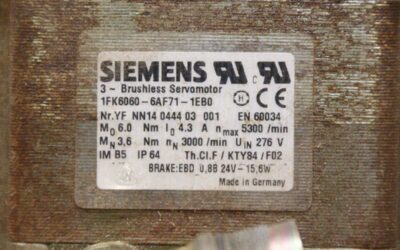 SIEMENS
3 ~ Brushless Servomotor
1FK6060-6AF71-1EB0
Nr.YF NN14 0444 03 001 EN 60034
M0 6.0 Nm I0 4.3 A nmax 5300 /min
MN 3,6 Nm nN 3000 /min UIN 276 V
IM B5 IP 64 Th.Cl.F / KTY84 / F02
BRAKE:EBD 0,8B 24V - 15,6W
Made in Germany